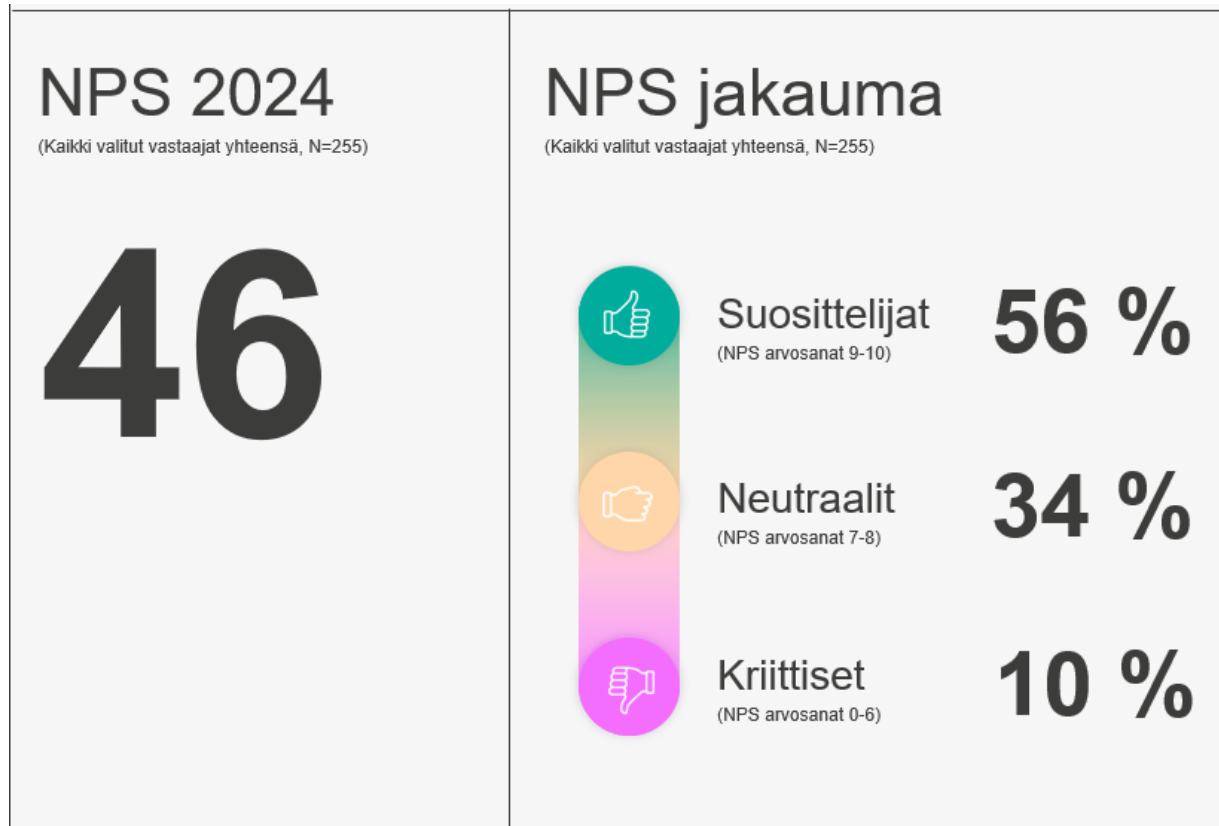 NPS 2024
(Kaikki valitut vastaajat yhteensä, N=255)
46
NPS jakauma
(Kaikki valitut vastaajat yhteensä, N=255)
Suosittelijat
(NPS arvosanat 9-10)
56 %
Neutraalit
(NPS arvosanat 7-8)
34 %
Kriittiset
(NPS arvosanat 0-6)
10 %